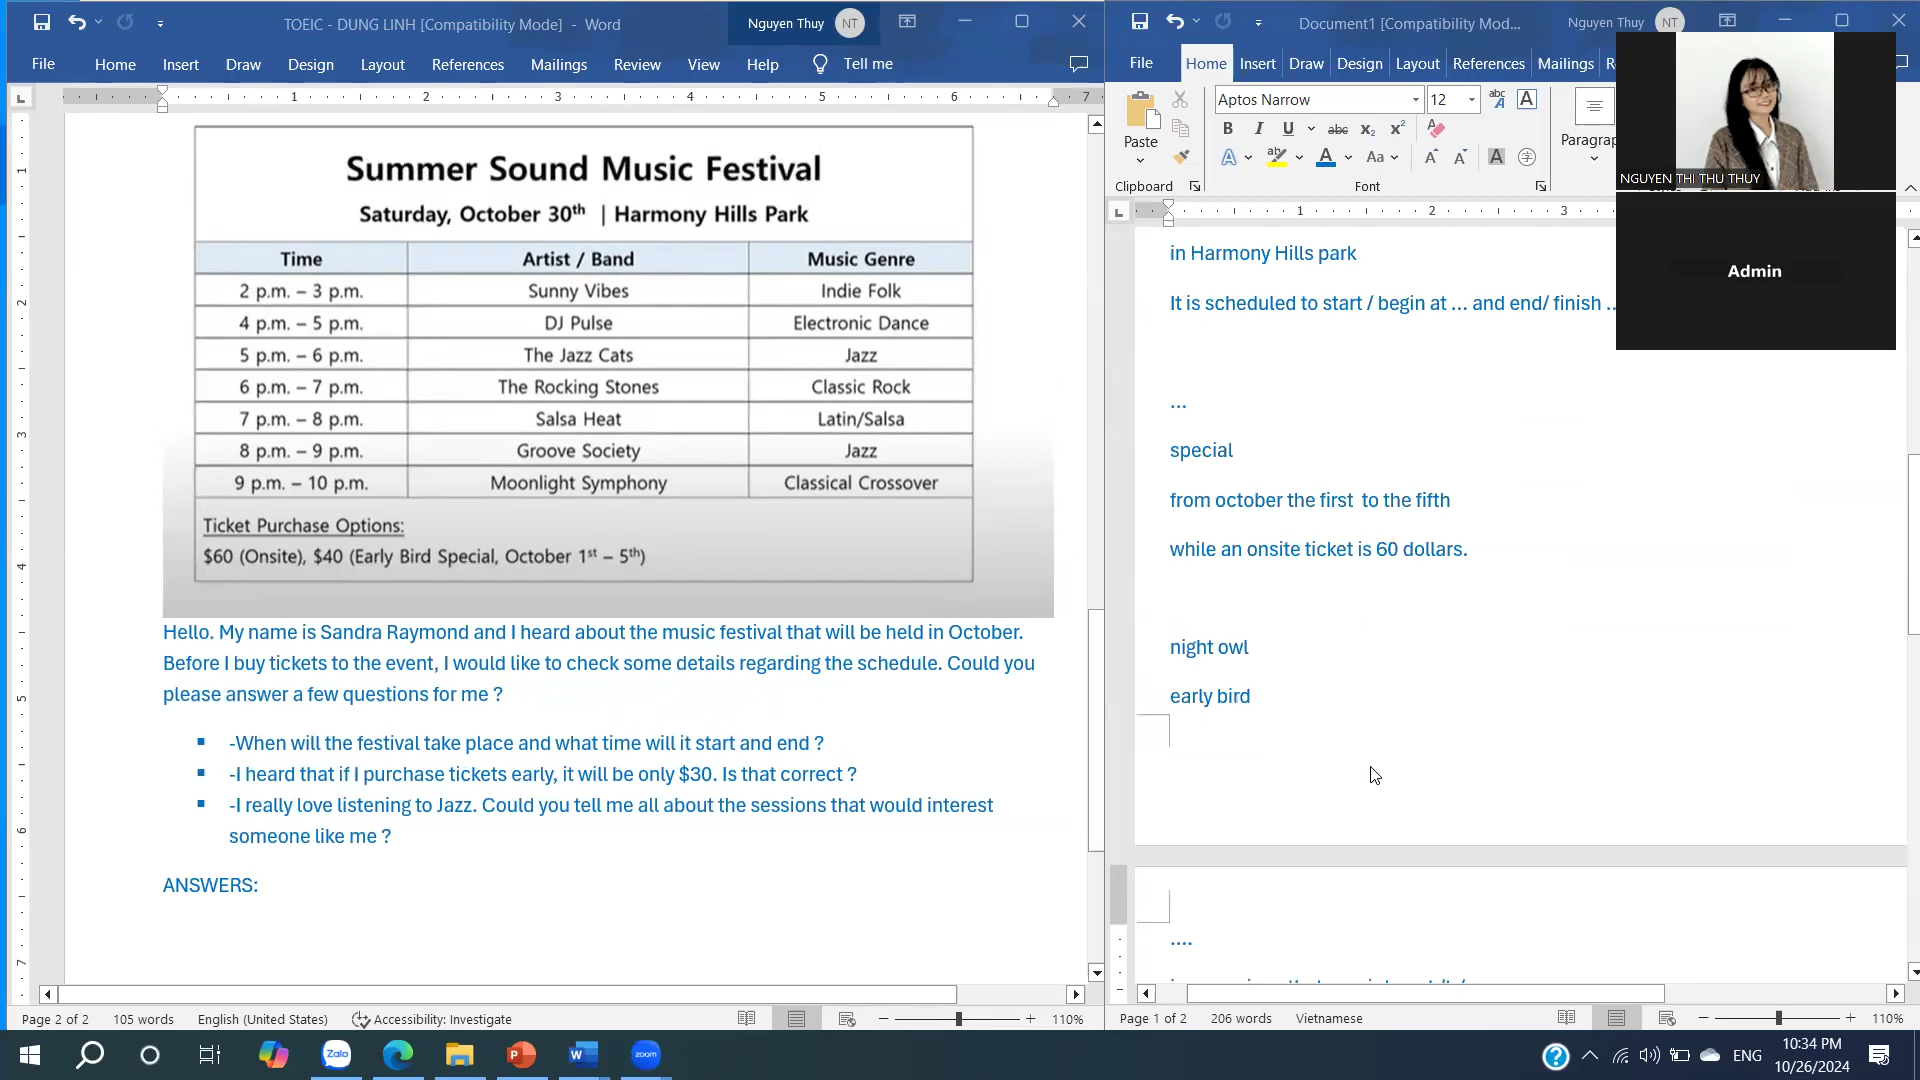 TOEIC - DUNG LINH [Compatibility Mode] - Word
Nguyen Thuy NT
File Home Insert Draw Design Layout References Mailings Review View Help Tell me
1 2 3 4 5 6 7
Summer Sound Music Festival
Saturday, October 30th | Harmony Hills Park
Time Artist / Band Music Genre
2 p.m. – 3 p.m. Sunny Vibes Indie Folk
4 p.m. – 5 p.m. DJ Pulse Electronic Dance
5 p.m. – 6 p.m. The Jazz Cats Jazz
6 p.m. – 7 p.m. The Rocking Stones Classic Rock
7 p.m. – 8 p.m. Salsa Heat Latin/Salsa
8 p.m. – 9 p.m. Groove Society Jazz
9 p.m. – 10 p.m. Moonlight Symphony Classical Crossover
Ticket Purchase Options:
$60 (Onsite), $40 (Early Bird Special, October 1st – 5th)
Hello. My name is Sandra Raymond and I heard about the music festival that will be held in October.
Before I buy tickets to the event, I would like to check some details regarding the schedule. Could you
please answer a few questions for me ?
-When will the festival take place and what time will it start and end ?
-I heard that if I purchase tickets early, it will be only $30. Is that correct ?
-I really love listening to Jazz. Could you tell me all about the sessions that would interest
someone like me ?
ANSWERS:
Page 2 of 2 105 words English (United States) Accessibility: Investigate 110%
Document1 [Compatibility Mod...
Nguyen Thuy NT
File Home Insert Draw Design Layout References Mailings R
Paste
Clipboard
Aptos Narrow 12
Font
Paragrap
NGUYEN THI THU THUY
Admin
1 2 3
in Harmony Hills park
It is scheduled to start / begin at ... and end/ finish ..
...
special
from october the first to the fifth
while an onsite ticket is 60 dollars.
night owl
early bird
....
Page 1 of 2 206 words Vietnamese 110%
Zalo
zoom
ENG
10:34 PM
10/26/2024